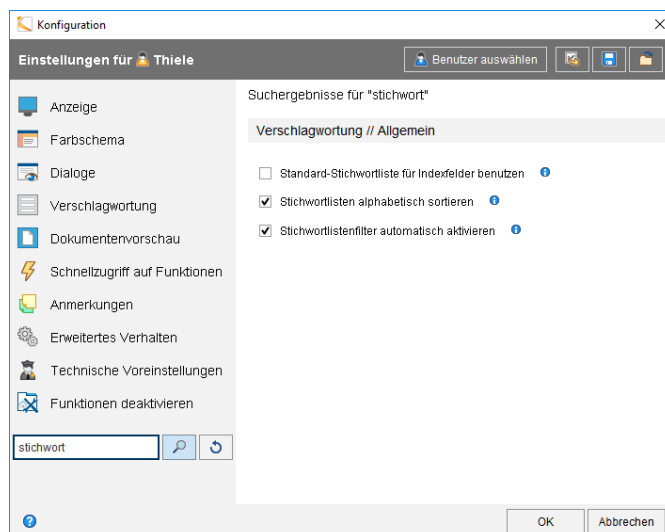 Konfiguration
Einstellungen für Thiele
Benutzer auswählen
Anzeige
Farbschema
Dialoge
Verschlagwortung
Dokumentenvorschau
Schnellzugriff auf Funktionen
Anmerkungen
Erweitertes Verhalten
Technische Voreinstellungen
Funktionen deaktivieren
stichwort
Suchergebnisse für "stichwort"
Verschlagwortung // Allgemein
Standard-Stichwortliste für Indexfelder benutzen
Stichwortlisten alphabetisch sortieren
Stichwortlistenfilter automatisch aktivieren
OK
Abbrechen